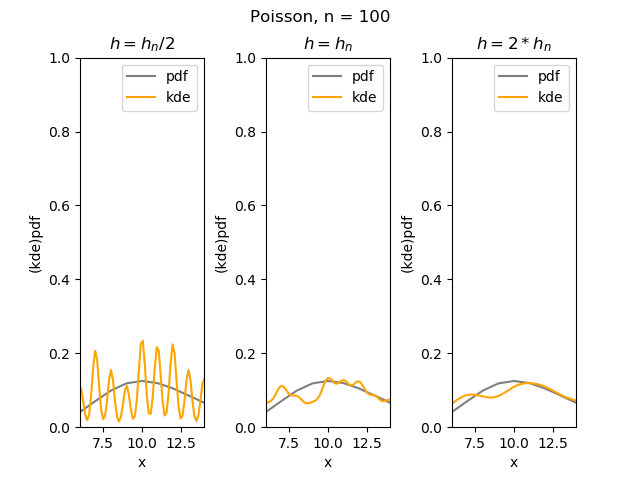 Poisson, n = 100
h = hₙ/2
h = hₙ
h = 2 * hₙ
1.0
0.8
0.6
0.4
0.2
0.0
(kde)pdf
7.5 10.0 12.5
x
pdf
kde
1.0
0.8
0.6
0.4
0.2
0.0
(kde)pdf
7.5 10.0 12.5
x
pdf
kde
1.0
0.8
0.6
0.4
0.2
0.0
(kde)pdf
7.5 10.0 12.5
x
pdf
kde